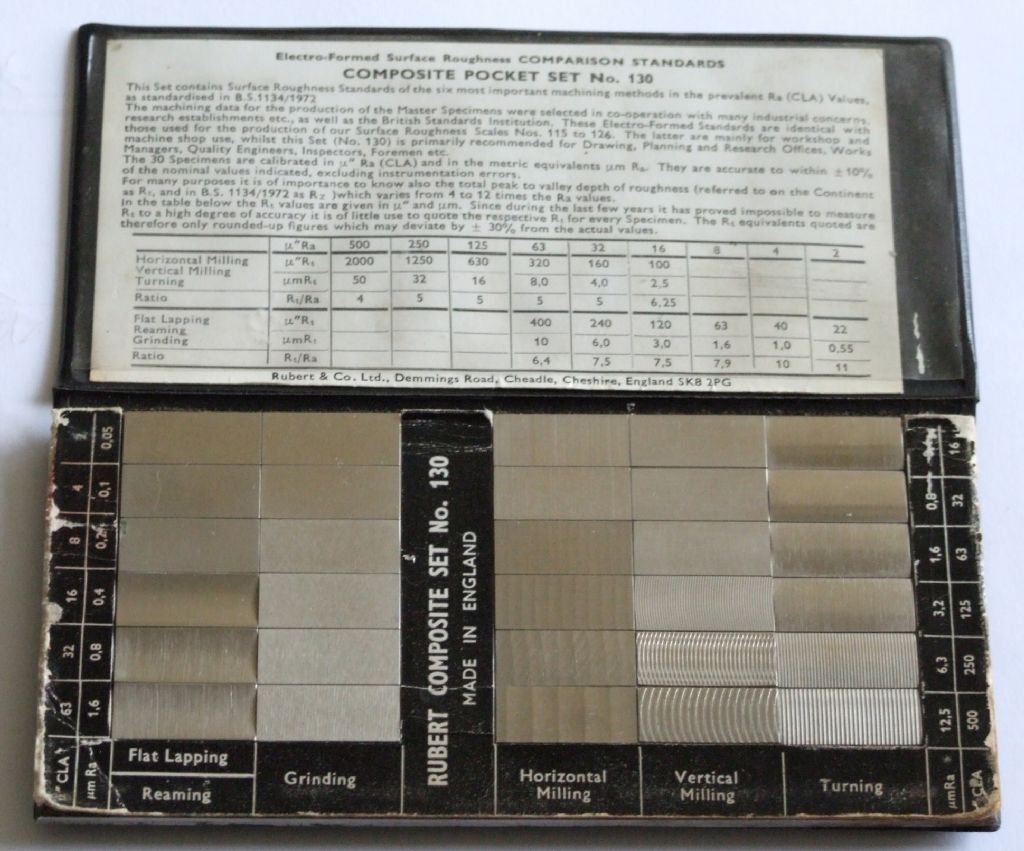 Electro-Formed Surface Roughness COMPARISON STANDARDS
COMPOSITE POCKET SET No. 130
This Set contains Surface Roughness Standards of the six most important machining methods in the prevalent Ra (CLA) Values,
as standardised in B.S.1134/1972
The machining data for the production of the Master Specimens were selected in co-operation with many industrial concerns,
research establishments etc., as well as the British Standards Institution. These Electro-Formed Standards are identical with
those used for the production of our Surface Roughness Scales Nos. 115 to 126. The latter are mainly for workshop and
machine shop use, whilst this Set (No. 130) is primarily recommended for Drawing, Planning and Research Offices, Works
Managers, Quality Engineers, Inspectors, Foremen etc.
The 30 Specimens are calibrated in µ" Ra (CLA) and in the metric equivalents µm Ra. They are accurate to within ±10%
of the nominal values indicated, excluding instrumentation errors.
For many purposes it is of importance to know also the total peak to valley depth of roughness (referred to on the Continent
as Rt, and in B.S. 1134/1972 as Rz )which varies from 4 to 12 times the Ra values.
In the table below the Rt values are given in µ" and µm. Since during the last few years it has proved impossible to measure
Rt to a high degree of accuracy it is of little use to quote the respective Rt for every Specimen. The Rt equivalents quoted are
therefore only rounded-up figures which may deviate by ± 30% from the actual values.
µ"Ra 500 250 125 63 32 16 8 4 2
Horizontal Milling µ"Rt 2000 1250 630 320 160 100
Vertical Milling
Turning µmRt 50 32 16 8,0 4,0 2,5
Ratio Rt/Ra 4 5 5 5 5 6,25
Flat Lapping µ"Rt 400 240 120 63 40 22
Reaming
Grinding µmRt 10 6,0 3,0 1,6 1,0 0,55
Ratio Rt/Ra 6,4 7,5 7,5 7,9 10 11
Rubert & Co. Ltd., Demmings Road, Cheadle, Cheshire, England SK8 2PG
0,05
4 0,1
8 0,2
16 0,4
32 0,8
63 1,6
µ" CLA µm Ra
Flat Lapping
Reaming
Grinding
RUBERT COMPOSITE SET No. 130
MADE IN ENGLAND
Horizontal
Milling
Vertical
Milling
Turning
16
0,8 32
1,6 63
3,2 125
6,3 250
12,5 500
µmRa CLA